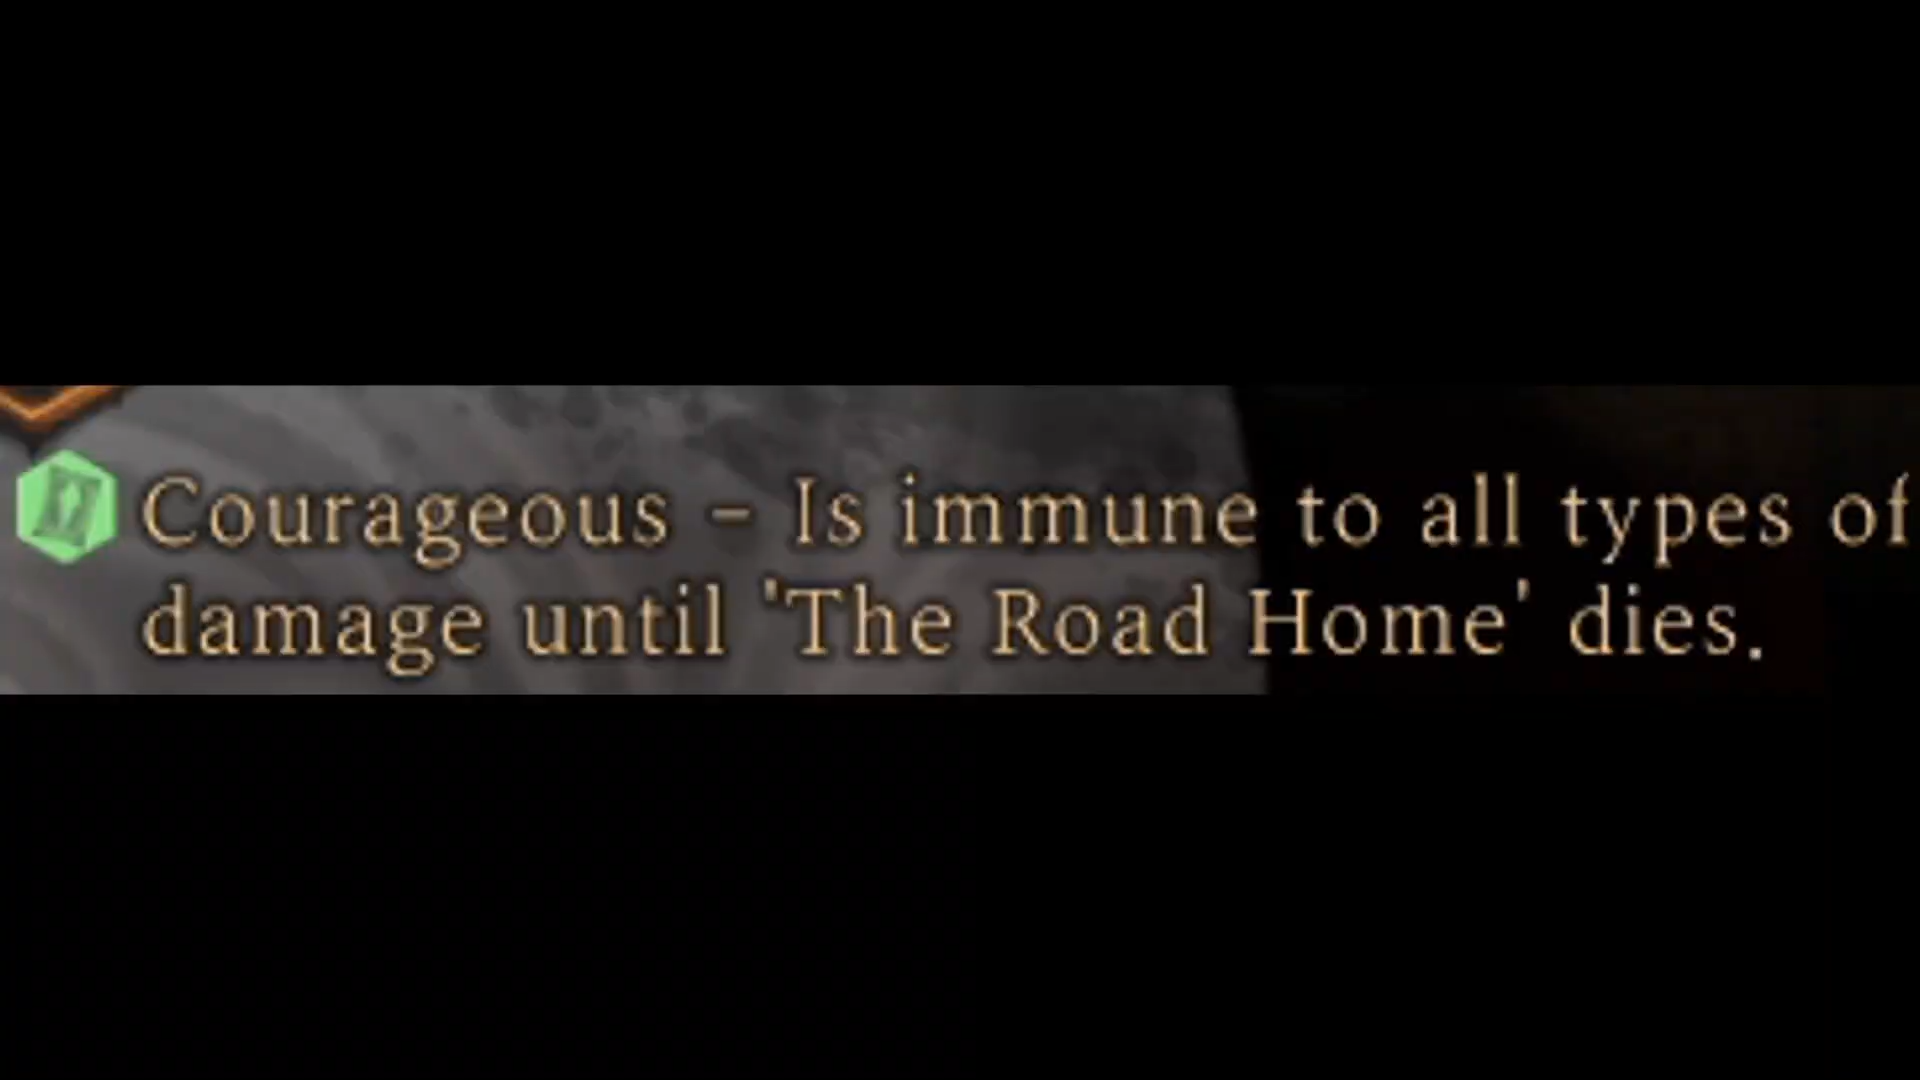 Courageous – Is immune to all types of
damage until 'The Road Home' dies.